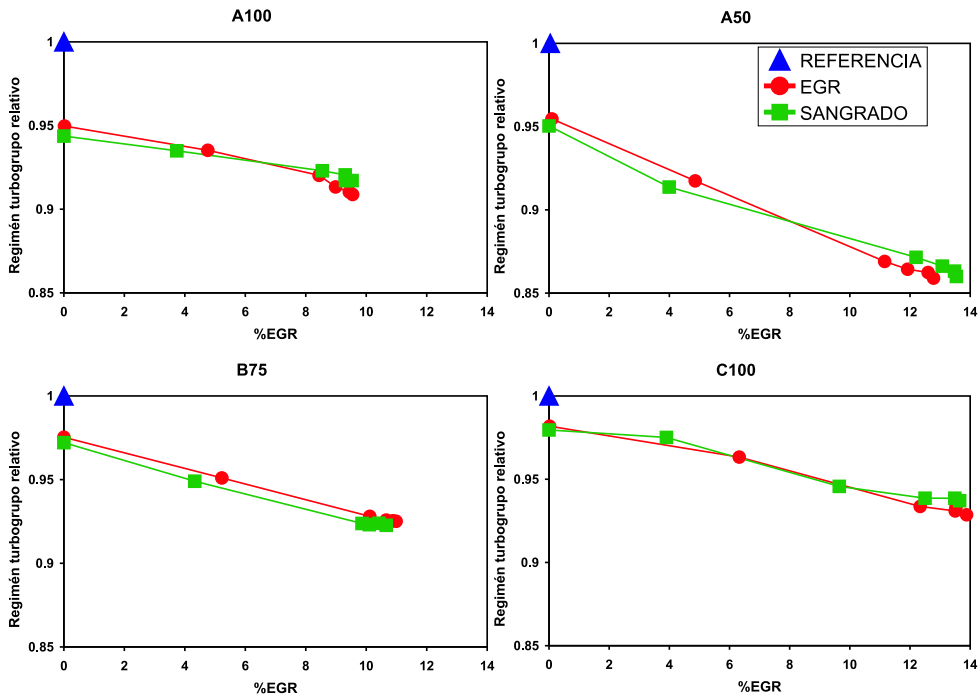 A100
Regimén turbogrupo relativo
1
0.95
0.9
0.85
0 2 4 6 8 10 12 14
%EGR
A50
Regimén turbogrupo relativo
1
0.95
0.9
0.85
0 2 4 6 8 10 12 14
%EGR
REFERENCIA
EGR
SANGRADO
B75
Regimén turbogrupo relativo
1
0.95
0.9
0.85
0 2 4 6 8 10 12 14
%EGR
C100
Regimén turbogrupo relativo
1
0.95
0.9
0.85
0 2 4 6 8 10 12 14
%EGR